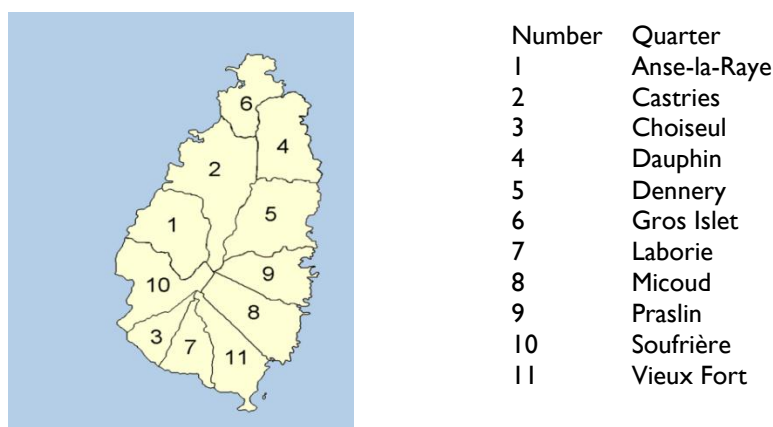 6
4
2
5
1
9
10
8
3
7
11
Number Quarter
1 Anse-la-Raye
2 Castries
3 Choiseul
4 Dauphin
5 Dennery
6 Gros Islet
7 Laborie
8 Micoud
9 Praslin
10 Soufrière
11 Vieux Fort